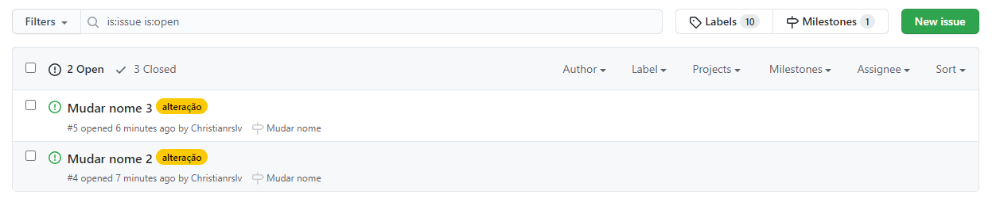 Filters is:issue is:open Labels 10 Milestones 1 New issue
2 Open 3 Closed Author Label Projects Milestones Assignee Sort
Mudar nome 3 alteração
#5 opened 6 minutes ago by Christianrslv Mudar nome
Mudar nome 2 alteração
#4 opened 7 minutes ago by Christianrslv Mudar nome